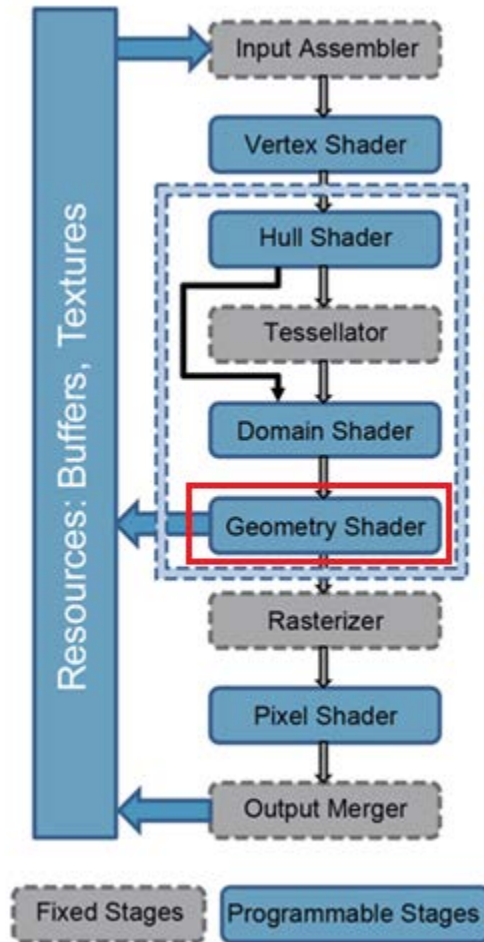 Input Assembler
Vertex Shader
Hull Shader
Tessellator
Domain Shader
Geometry Shader
Rasterizer
Pixel Shader
Output Merger
Resources: Buffers, Textures
Fixed Stages
Programmable Stages